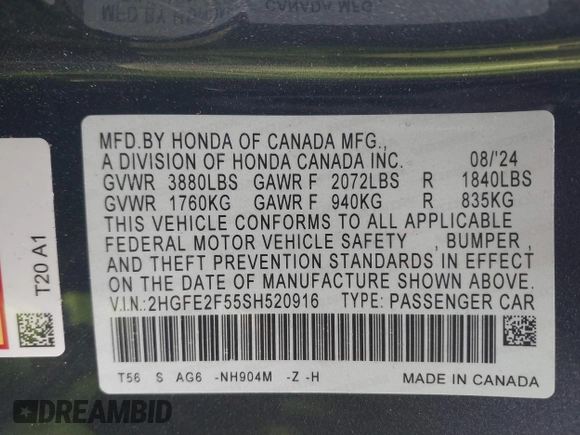 MFD.BY HONDA OF CANADA MFG.,
A DIVISION OF HONDA CANADA INC. 08/'24
GVWR 3880LBS GAWR F 2072LBS R 1840LBS
GVWR 1760KG GAWR F 940KG R 835KG
THIS VEHICLE CONFORMS TO ALL APPLICABLE
FEDERAL MOTOR VEHICLE SAFETY , BUMPER ,
AND THEFT PREVENTION STANDARDS IN EFFECT
ON THE DATE OF MANUFACTURE SHOWN ABOVE.
V.I.N.:2HGFE2F55SH520916 TYPE: PASSENGER CAR
T56 S AG6 -NH904M -Z -H
MADE IN CANADA
T20 A1
DREAMBID